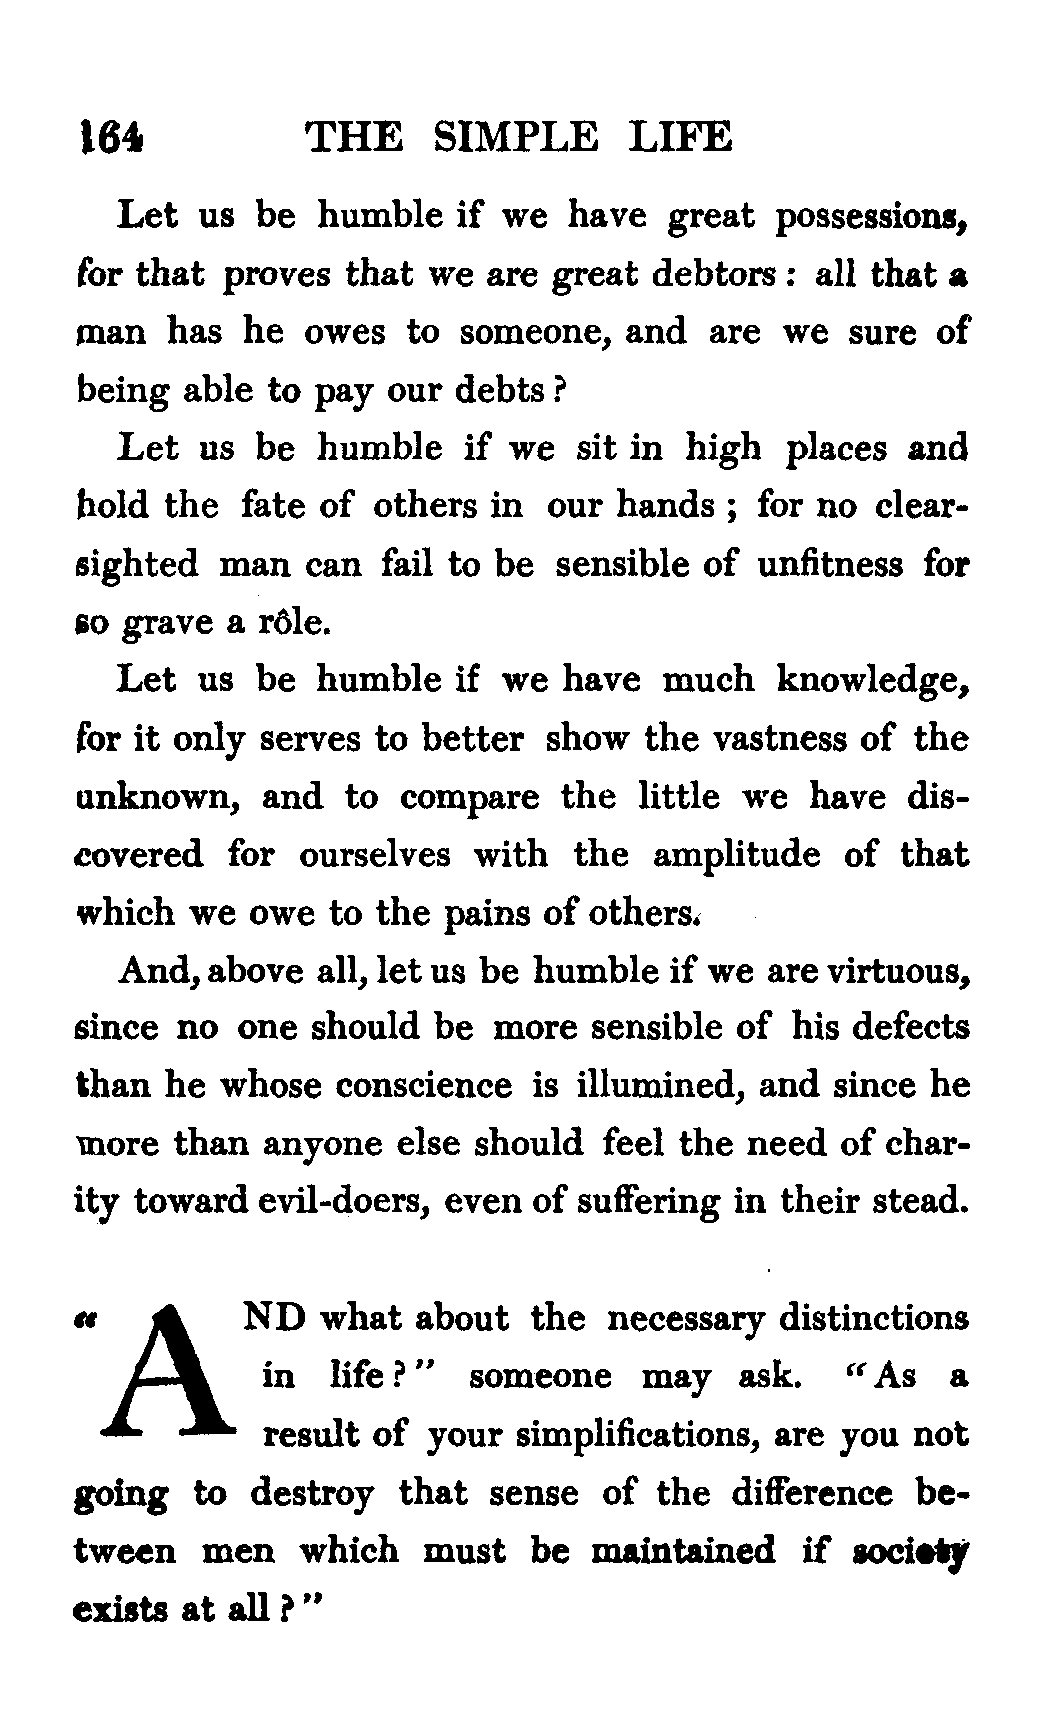 164 THE SIMPLE LIFE
Let us be humble if we have great possessions,
for that proves that we are great debtors : all that a
man has he owes to someone, and are we sure of
being able to pay our debts ?
Let us be humble if we sit in high places and
hold the fate of others in our hands ; for no clear-
sighted man can fail to be sensible of unfitness for
so grave a rôle.
Let us be humble if we have much knowledge,
for it only serves to better show the vastness of the
unknown, and to compare the little we have dis-
covered for ourselves with the amplitude of that
which we owe to the pains of others.
And, above all, let us be humble if we are virtuous,
since no one should be more sensible of his defects
than he whose conscience is illumined, and since he
more than anyone else should feel the need of char-
ity toward evil-doers, even of suffering in their stead.
"AND what about the necessary distinctions
in life ? " someone may ask. "As a
result of your simplifications, are you not
going to destroy that sense of the difference be-
tween men which must be maintained if society
exists at all ? "